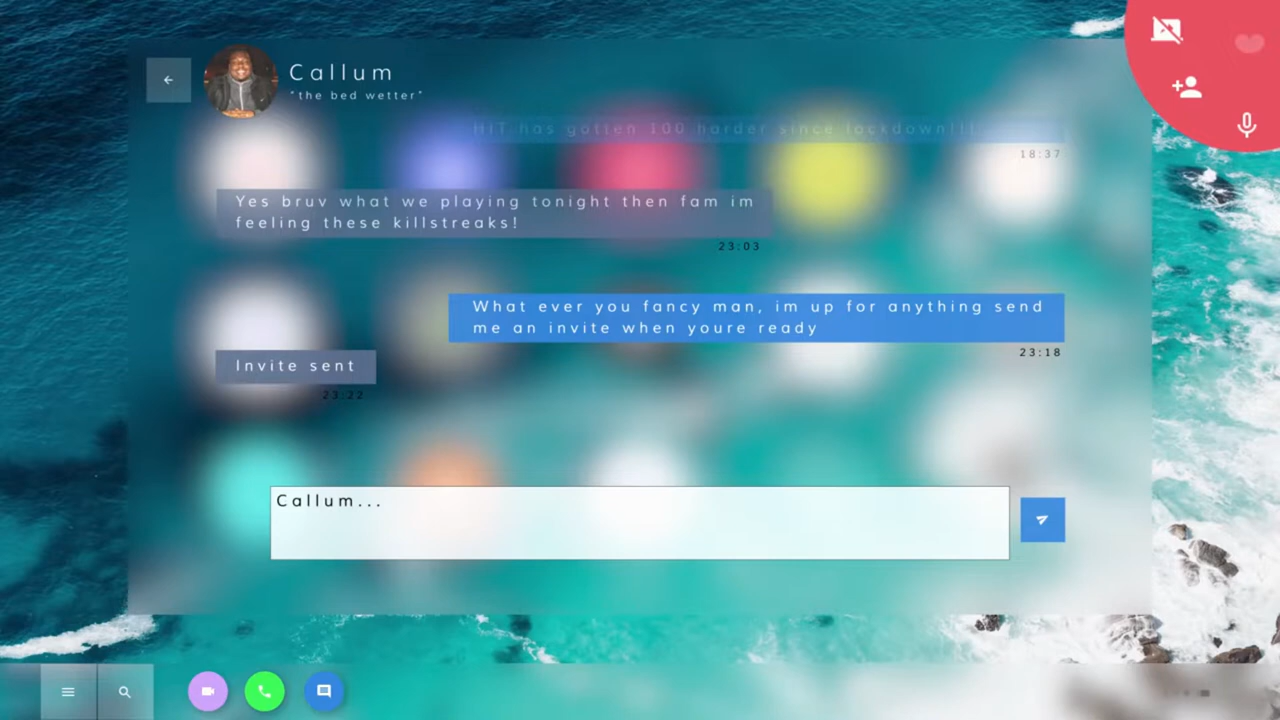 Callum
"the bed wetter"
HIT has gotten 100 harder since lockdown!!!
18:37
Yes bruv what we playing tonight then fam im
feeling these killstreaks!
23:03
What ever you fancy man, im up for anything send
me an invite when youre ready
23:18
Invite sent
23:22
Callum...